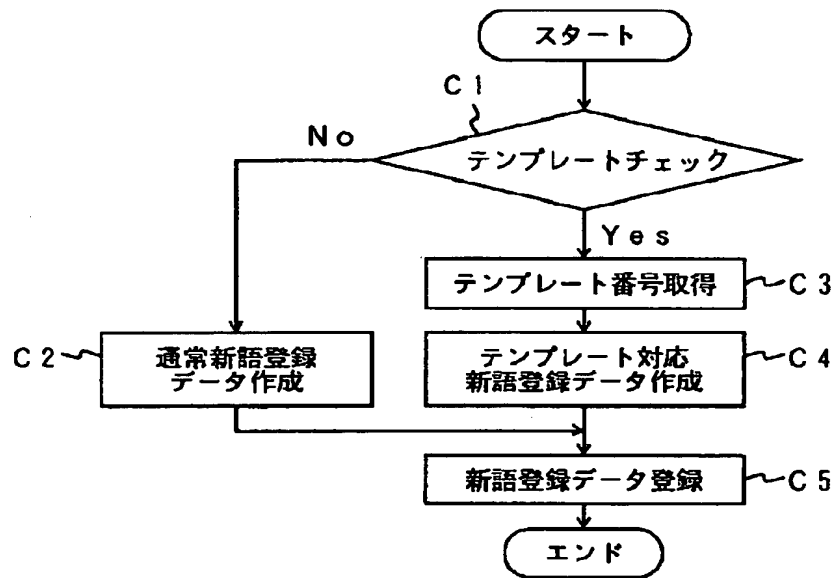 スタート
C1
No
テンプレートチェック
Yes
テンプレート番号取得
C3
C2
通常新語登録
データ作成
テンプレート対応
新語登録データ作成
C4
新語登録データ登録
C5
エンド